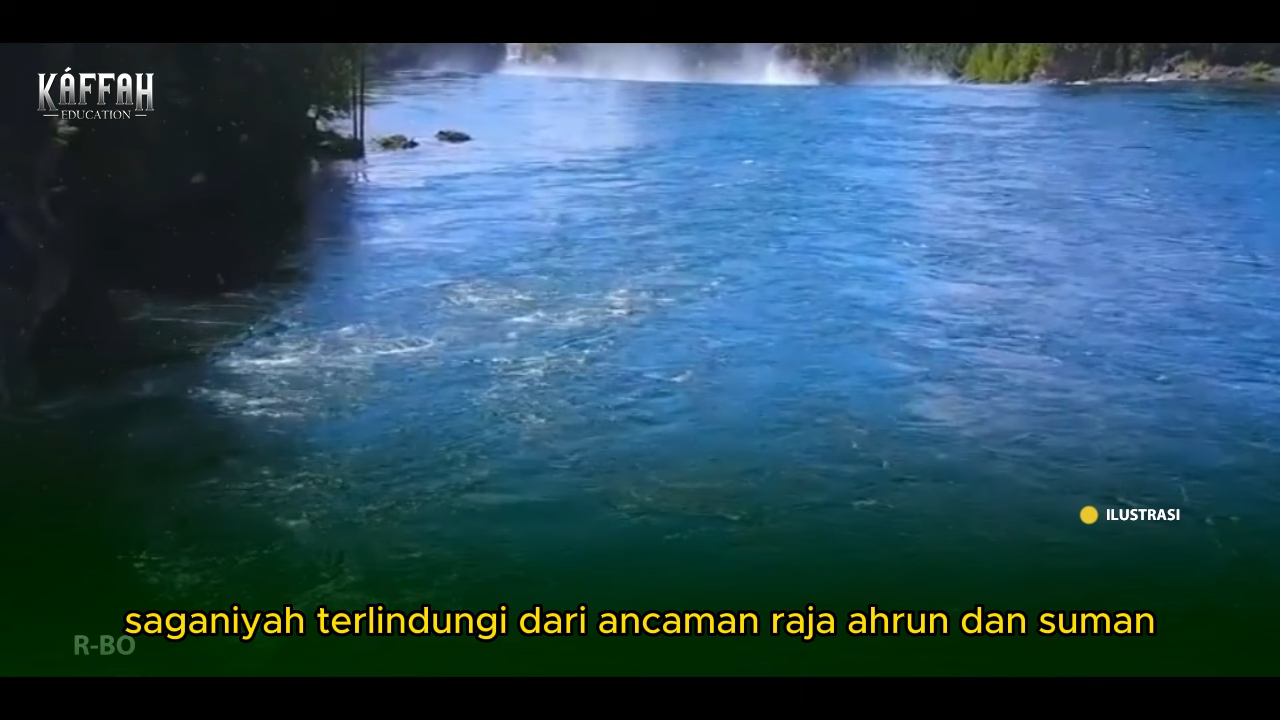 KÁFFAH
EDUCATION
ILUSTRASI
saganiyah terlindungi dari ancaman raja ahrun dan suman
R-BO